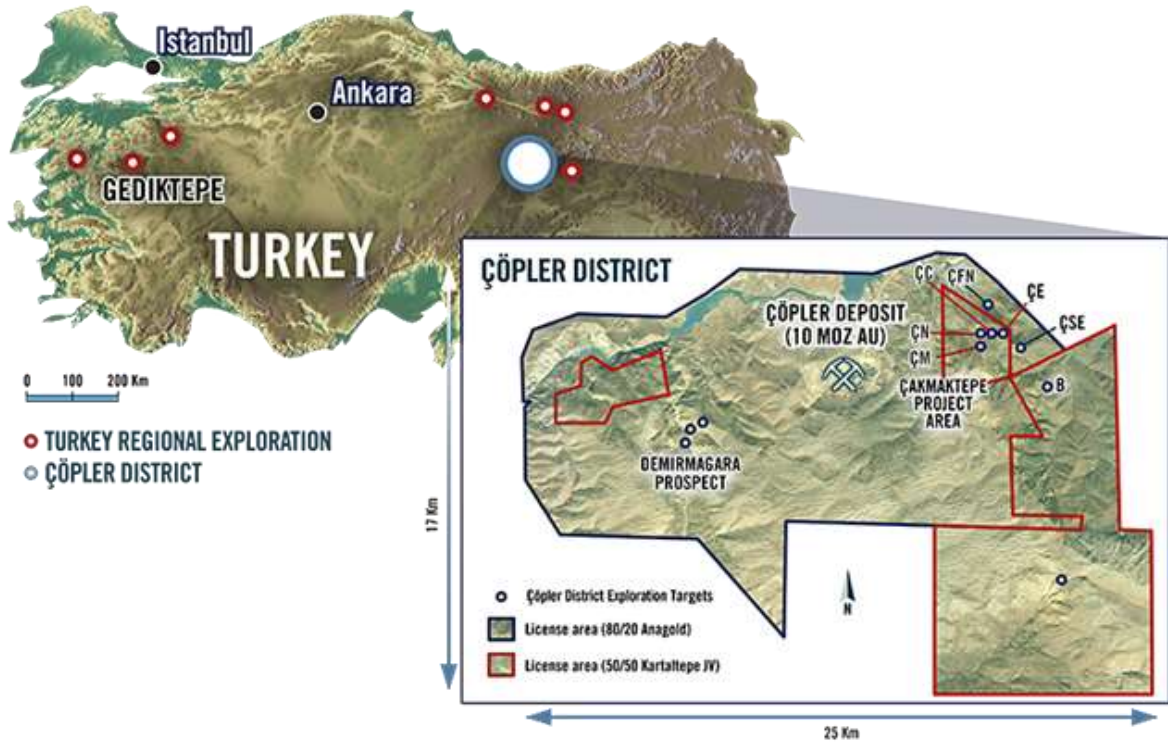 Istanbul
Ankara
GEDIKTEPE
TURKEY
0 100 200 Km
TURKEY REGIONAL EXPLORATION
ÇÖPLER DISTRICT
17 Km
ÇÖPLER DISTRICT
ÇÖPLER DEPOSIT
(10 MOZ AU)
ÇC
ÇFN
ÇE
ÇN
ÇSE
ÇM
ÇAKMAKTEPE
PROJECT
AREA
B
DEMIRMAGARA
PROSPECT
N
Çöpler District Exploration Targets
License area (80/20 Anagold)
License area (50/50 Kartaltepe JV)
25 Km